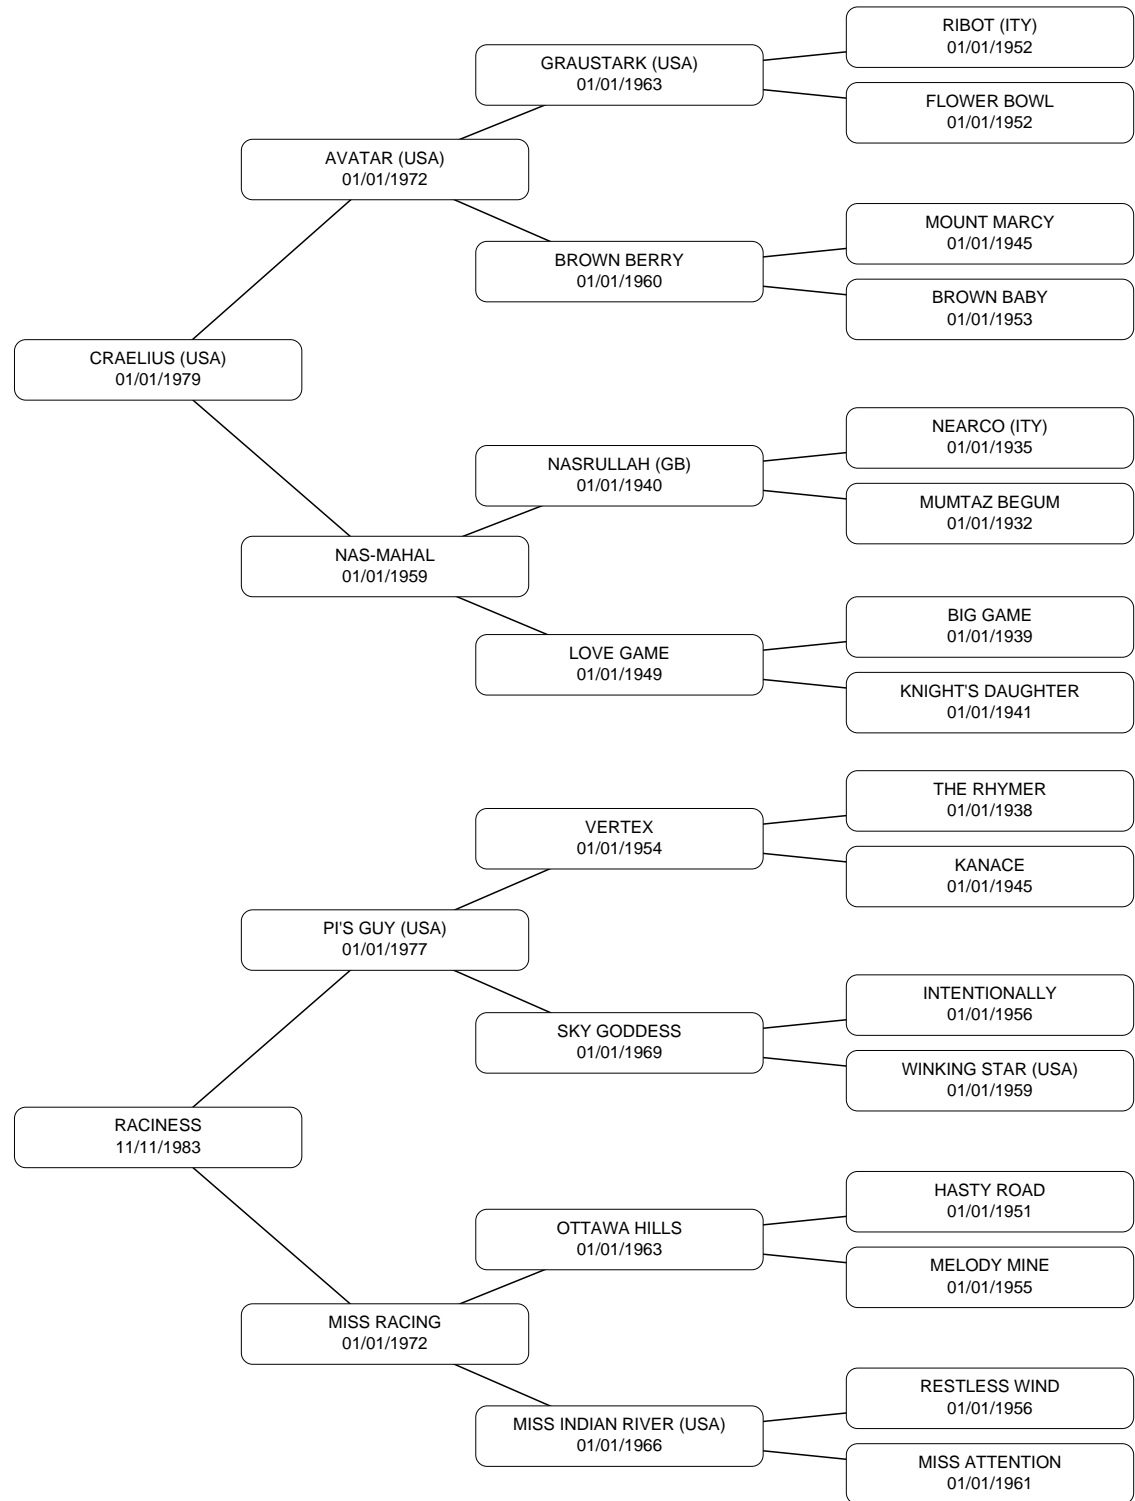 RIBOT (ITY)
01/01/1952
GRAUSTARK (USA)
01/01/1963
FLOWER BOWL
01/01/1952
AVATAR (USA)
01/01/1972
MOUNT MARCY
01/01/1945
BROWN BERRY
01/01/1960
BROWN BABY
01/01/1953
CRAELIUS (USA)
01/01/1979
NEARCO (ITY)
01/01/1935
NASRULLAH (GB)
01/01/1940
MUMTAZ BEGUM
01/01/1932
NAS-MAHAL
01/01/1959
BIG GAME
01/01/1939
LOVE GAME
01/01/1949
KNIGHT'S DAUGHTER
01/01/1941
THE RHYMER
01/01/1938
VERTEX
01/01/1954
KANACE
01/01/1945
PI'S GUY (USA)
01/01/1977
INTENTIONALLY
01/01/1956
SKY GODDESS
01/01/1969
WINKING STAR (USA)
01/01/1959
RACINESS
11/11/1983
HASTY ROAD
01/01/1951
OTTAWA HILLS
01/01/1963
MELODY MINE
01/01/1955
MISS RACING
01/01/1972
RESTLESS WIND
01/01/1956
MISS INDIAN RIVER (USA)
01/01/1966
MISS ATTENTION
01/01/1961